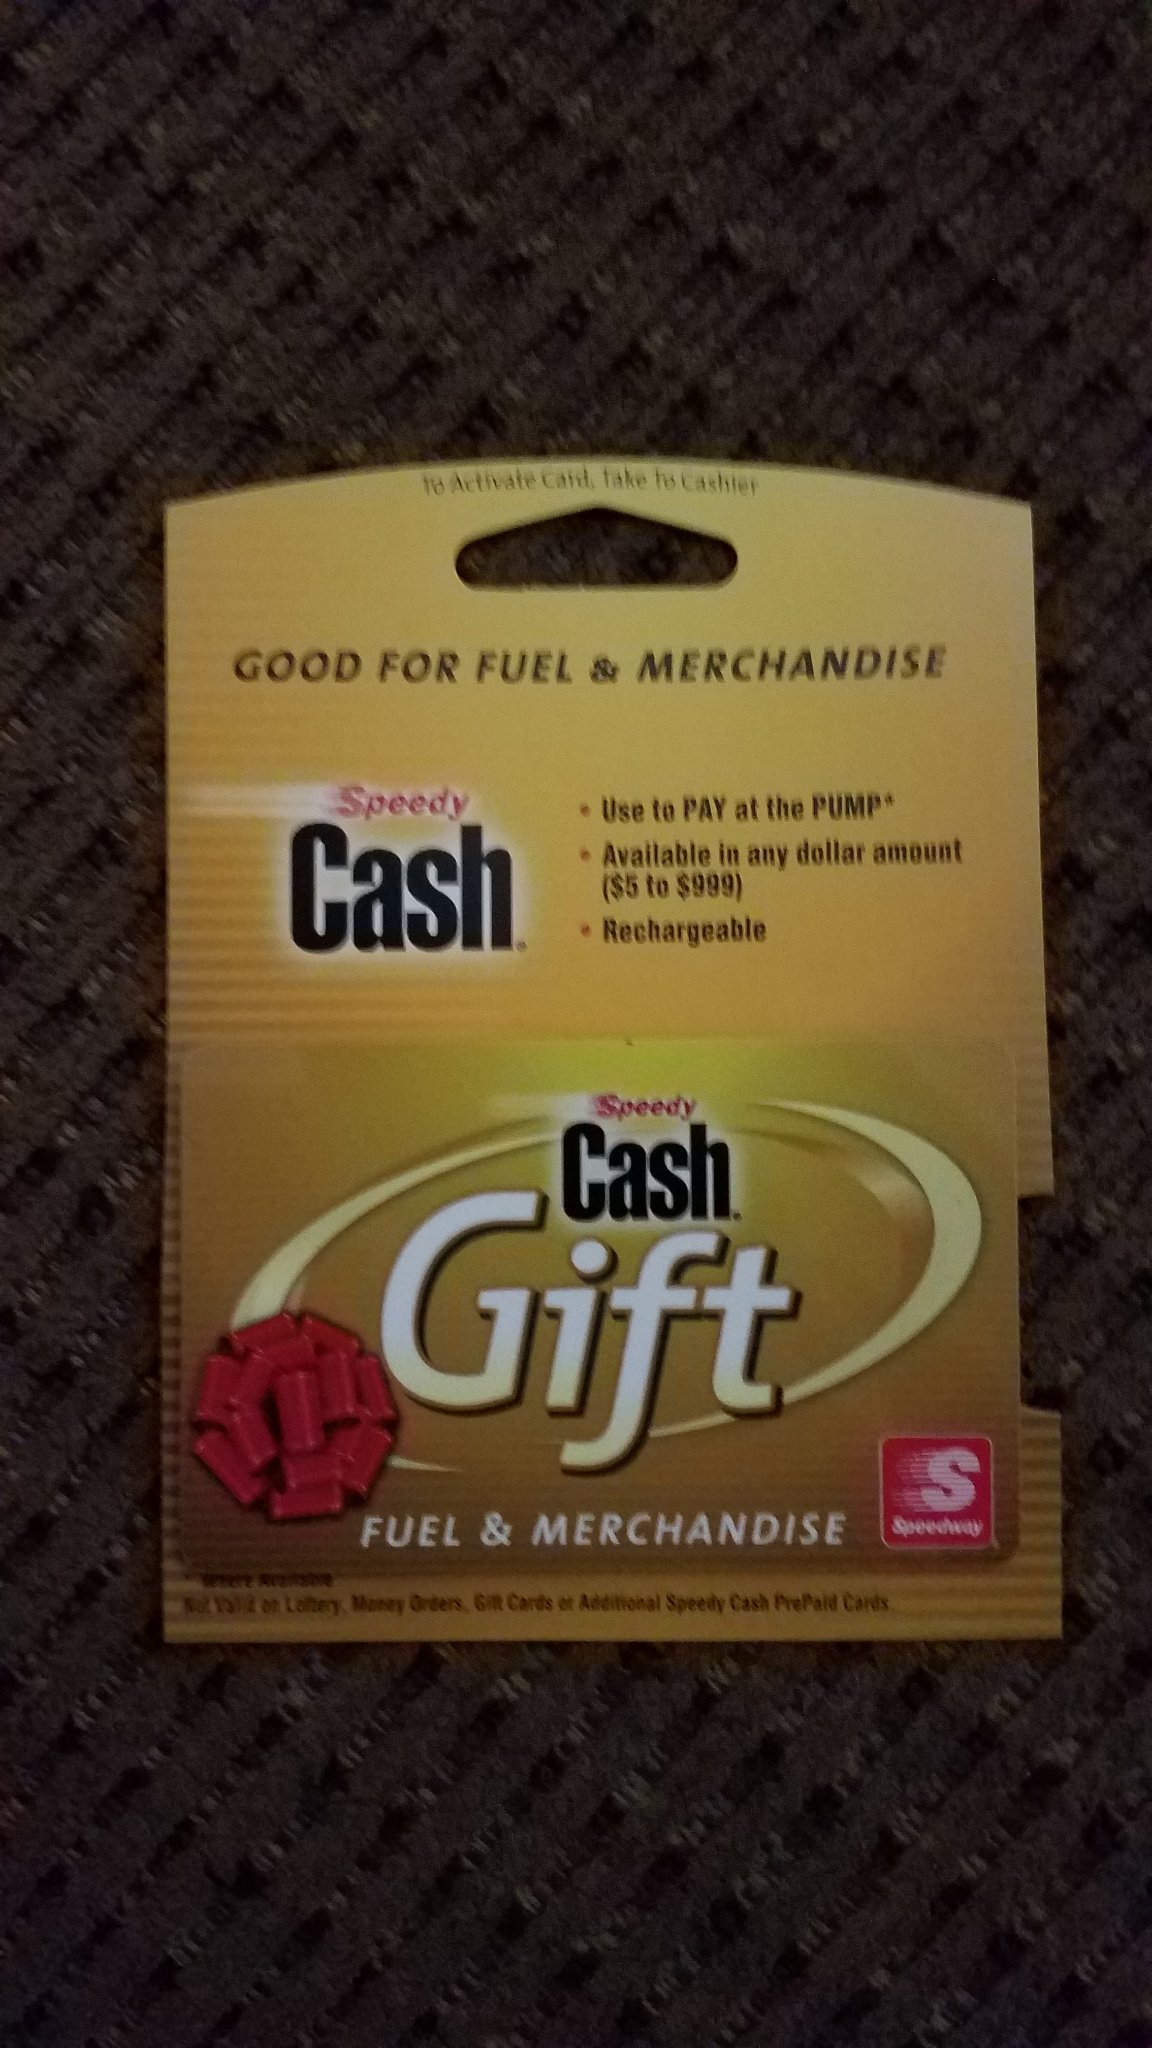 To Activate Card, Take To Cashier
GOOD FOR FUEL & MERCHANDISE
Speedy
Cash®
• Use to PAY at the PUMP*
• Available in any dollar amount
($5 to $999)
• Rechargeable
Speedy
Cash
Gift
S
Speedway
FUEL & MERCHANDISE
* Where Available
Not Valid on Lottery, Money Orders, Gift Cards or Additional Speedy Cash PrePaid Cards.